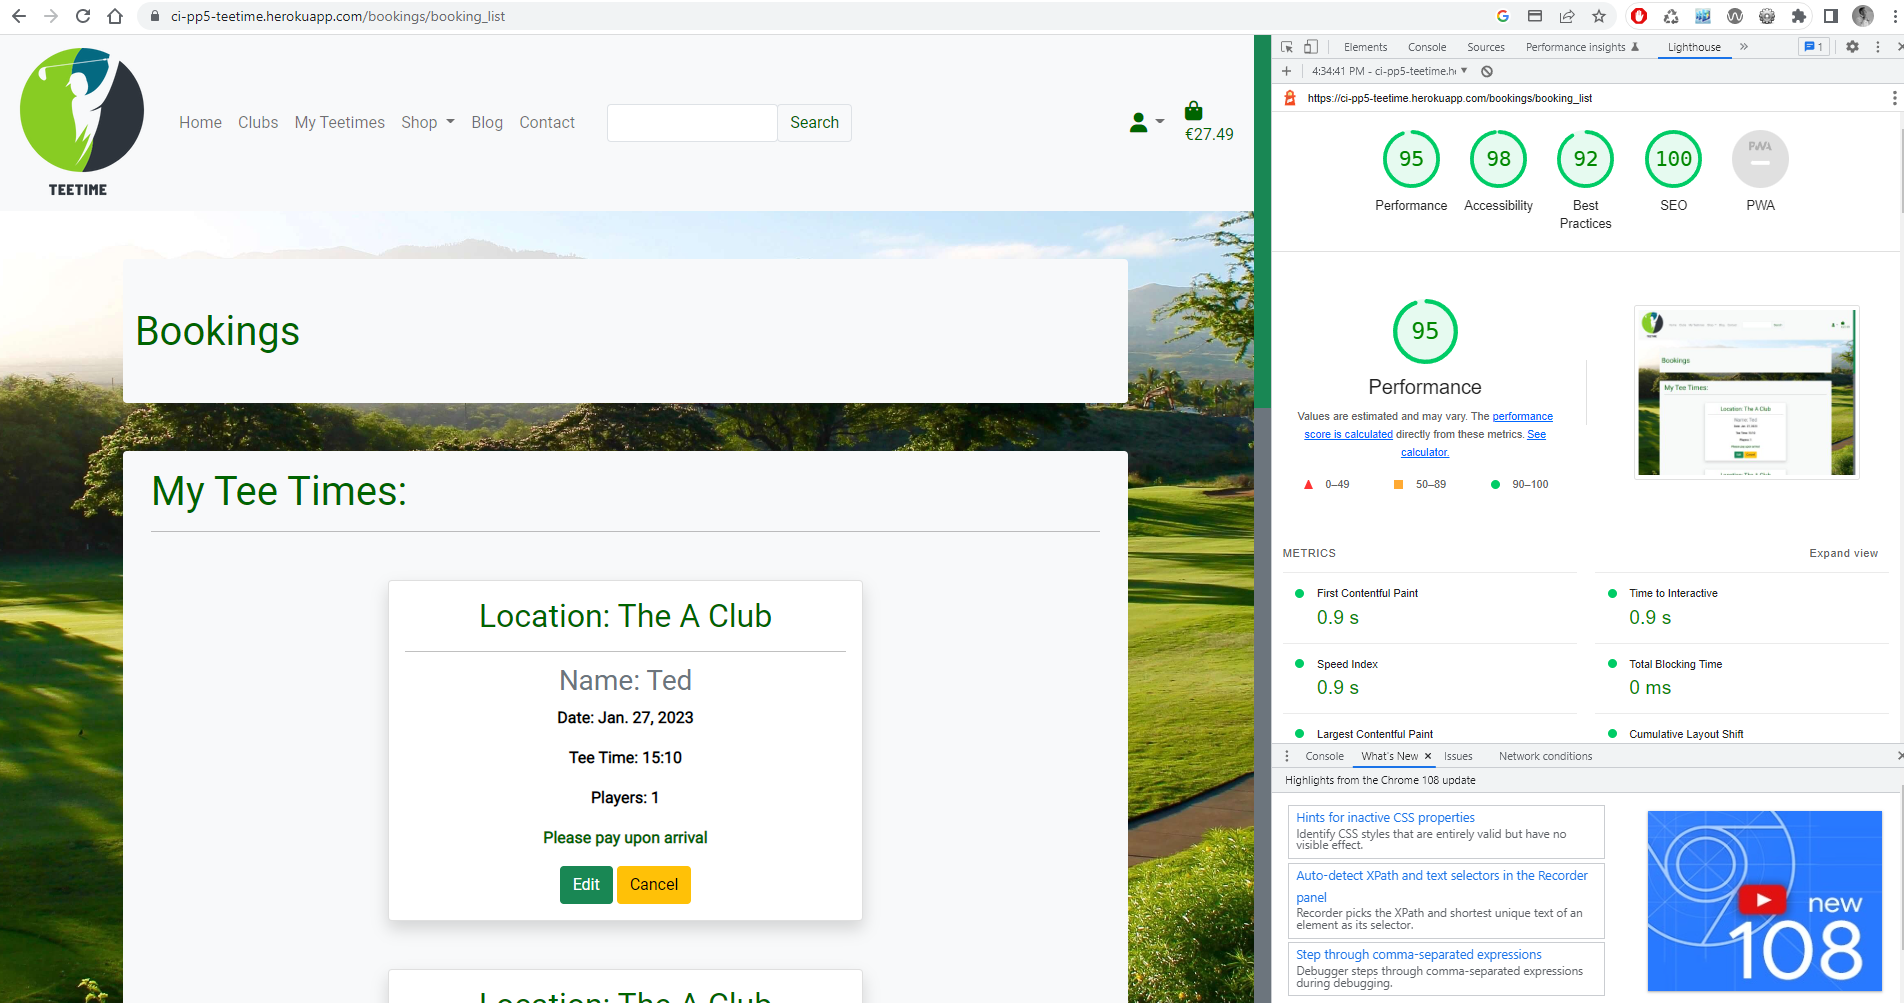 ci-pp5-teetime.herokuapp.com/bookings/booking_list
TEETIME
Home Clubs My Teetimes Shop Blog Contact Search
€27.49
Bookings
My Tee Times:
Location: The A Club
Name: Ted
Date: Jan. 27, 2023
Tee Time: 15:10
Players: 1
Please pay upon arrival
Edit Cancel
Location: The A Club
Elements Console Sources Performance insights Lighthouse » 1
4:34:41 PM - ci-pp5-teetime.h
https://ci-pp5-teetime.herokuapp.com/bookings/booking_list
95 98 92 100 PWA
Performance Accessibility Best Practices SEO PWA
95
Performance
Values are estimated and may vary. The performance
score is calculated directly from these metrics. See
calculator.
0–49 50–89 90–100
Bookings
My Tee Times:
Location: The A Club
METRICS Expand view
First Contentful Paint Time to Interactive
0.9 s 0.9 s
Speed Index Total Blocking Time
0.9 s 0 ms
Largest Contentful Paint Cumulative Layout Shift
Console What's New × Issues Network conditions
Highlights from the Chrome 108 update
Hints for inactive CSS properties
Identify CSS styles that are entirely valid but have no
visible effect.
Auto-detect XPath and text selectors in the Recorder
panel
Recorder picks the XPath and shortest unique text of an
element as its selector.
Step through comma-separated expressions
Debugger steps through comma-separated expressions
during debugging.
new
108